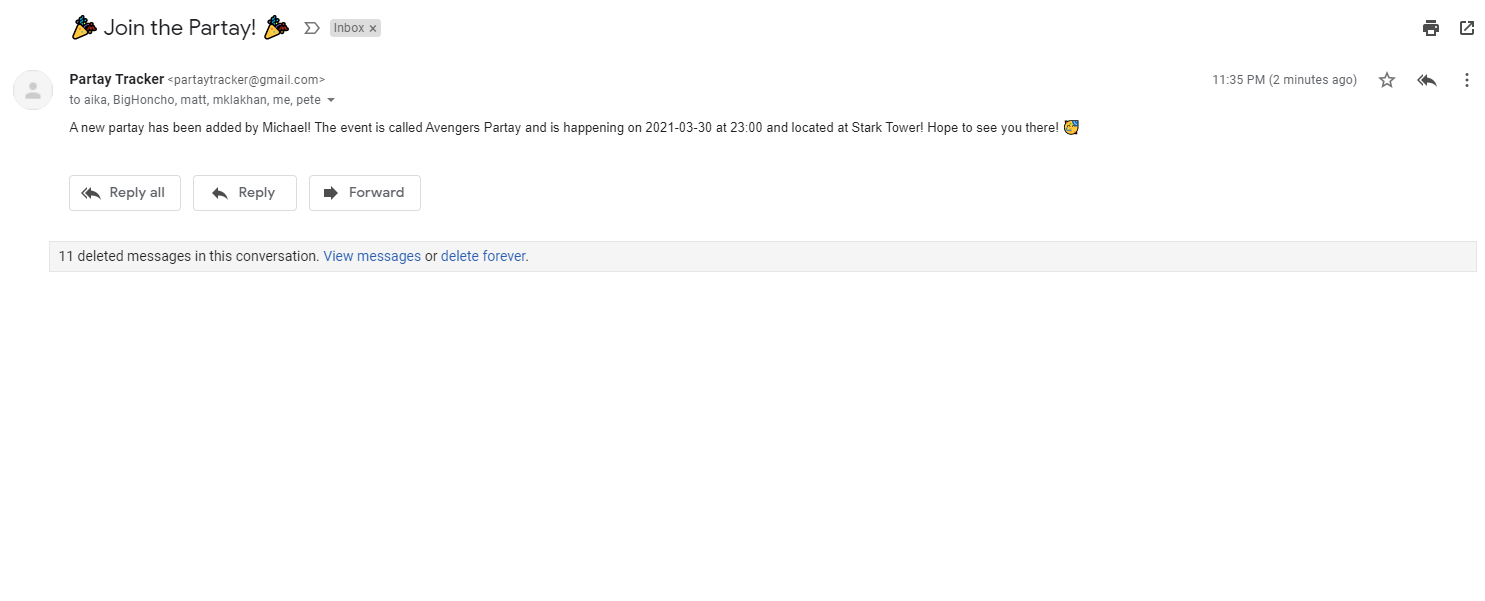 🎉 Join the Partay! 🎉 Inbox ×
Partay Tracker <partaytracker@gmail.com> 11:35 PM (2 minutes ago)
to aika, BigHoncho, matt, mklakhan, me, pete
A new partay has been added by Michael! The event is called Avengers Partay and is happening on 2021-03-30 at 23:00 and located at Stark Tower! Hope to see you there! 🥳
Reply all Reply Forward
11 deleted messages in this conversation. View messages or delete forever.